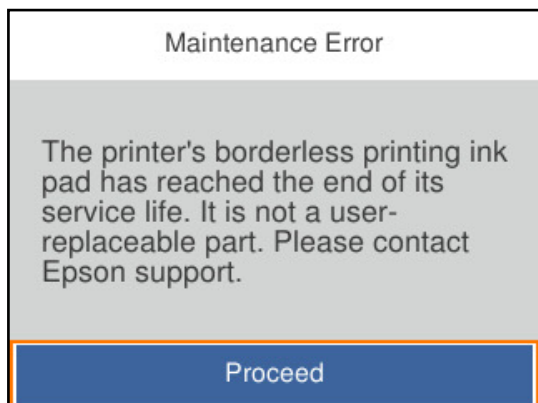 Maintenance Error
The printer's borderless printing ink
pad has reached the end of its
service life. It is not a user-
replaceable part. Please contact
Epson support.
Proceed